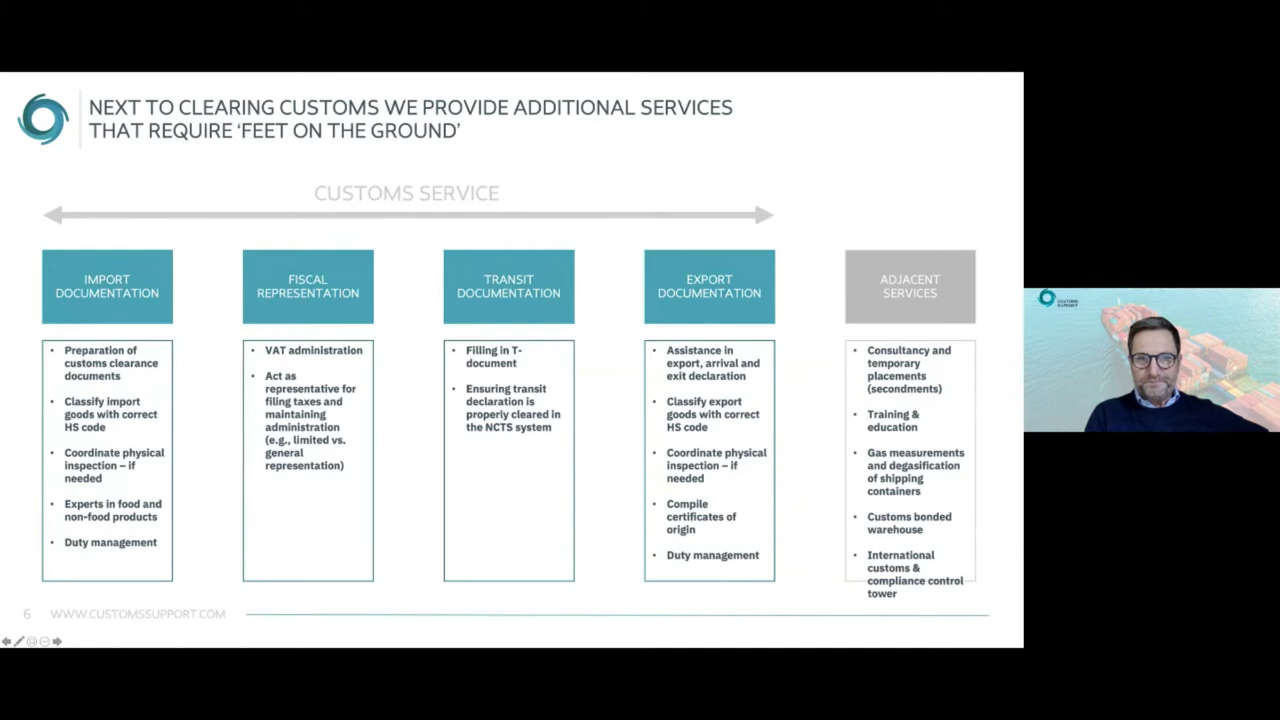 NEXT TO CLEARING CUSTOMS WE PROVIDE ADDITIONAL SERVICES
THAT REQUIRE ‘FEET ON THE GROUND’
CUSTOMS SERVICE
IMPORT
DOCUMENTATION
• Preparation of
customs clearance
documents
• Classify import
goods with correct
HS code
• Coordinate physical
inspection – if
needed
• Experts in food and
non-food products
• Duty management
FISCAL
REPRESENTATION
• VAT administration
• Act as
representative for
filing taxes and
maintaining
administration
(e.g., limited vs.
general
representation)
TRANSIT
DOCUMENTATION
• Filling in T-
document
• Ensuring transit
declaration is
properly cleared in
the NCTS system
EXPORT
DOCUMENTATION
• Assistance in
export, arrival and
exit declaration
• Classify export
goods with correct
HS code
• Coordinate physical
inspection – if
needed
• Compile
certificates of
origin
• Duty management
ADJACENT
SERVICES
• Consultancy and
temporary
placements
(secondments)
• Training &
education
• Gas measurements
and degasification
of shipping
containers
• Customs bonded
warehouse
• International
customs &
compliance control
tower
6 WWW.CUSTOMSSUPPORT.COM
CUSTOMS
SUPPORT